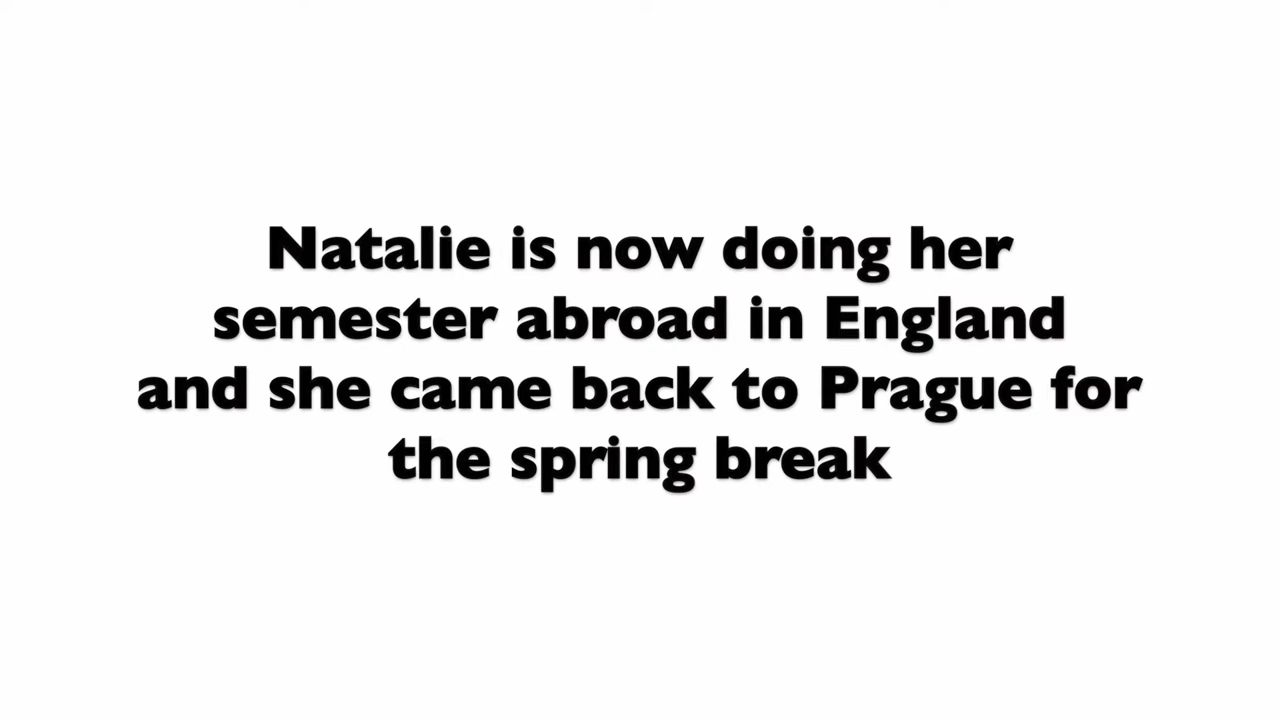 Natalie is now doing her
semester abroad in England
and she came back to Prague for
the spring break